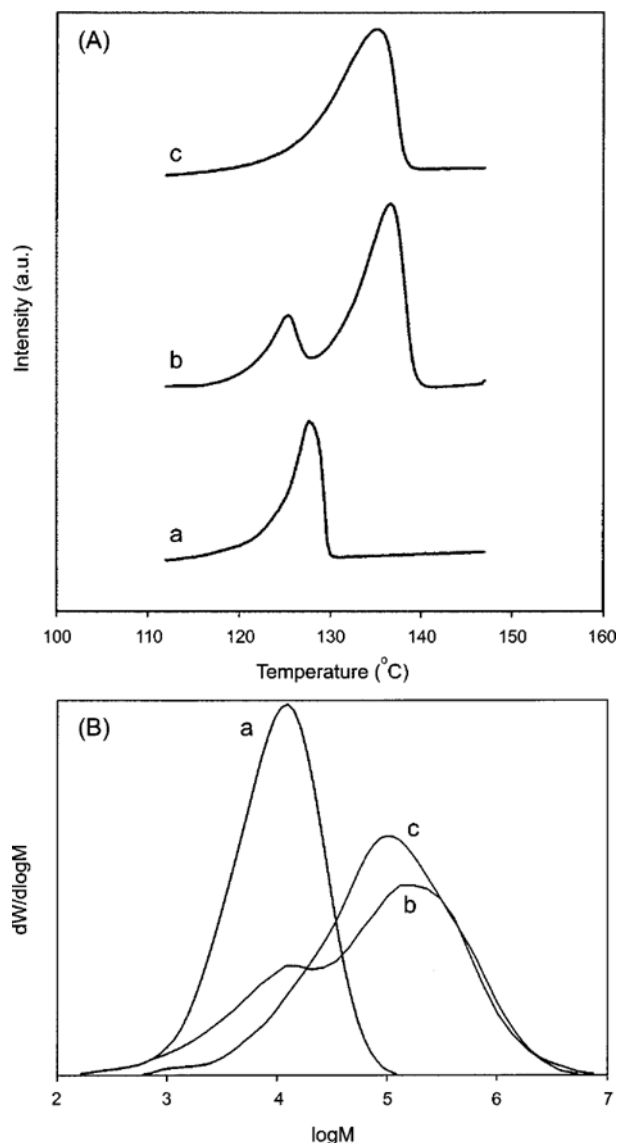 (A)
c
b
a
Intensity (a.u.)
100 110 120 130 140 150 160
Temperature (°C)
(B)
a
c
b
dW/dlogM
2 3 4 5 6 7
logM